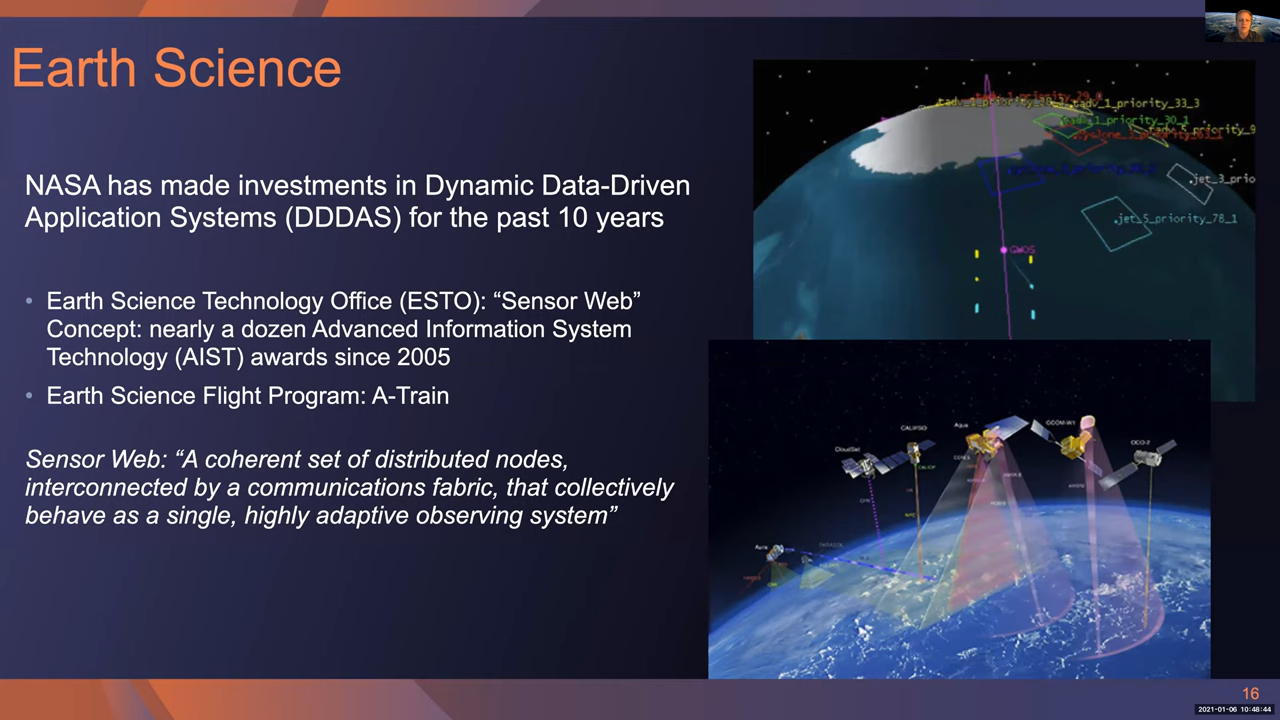 Earth Science
NASA has made investments in Dynamic Data-Driven
Application Systems (DDDAS) for the past 10 years
• Earth Science Technology Office (ESTO): “Sensor Web”
Concept: nearly a dozen Advanced Information System
Technology (AIST) awards since 2005
• Earth Science Flight Program: A-Train
Sensor Web: “A coherent set of distributed nodes,
interconnected by a communications fabric, that collectively
behave as a single, highly adaptive observing system”
tadv_1_priority_33_3
jet_3_prio
jet_5_priority_78_1
GMOS
CALIPSO
Aqua
GCOM-W1
CloudSat
OCO-2
Aura
PARASOL
16
2021-01-06 10:48:44